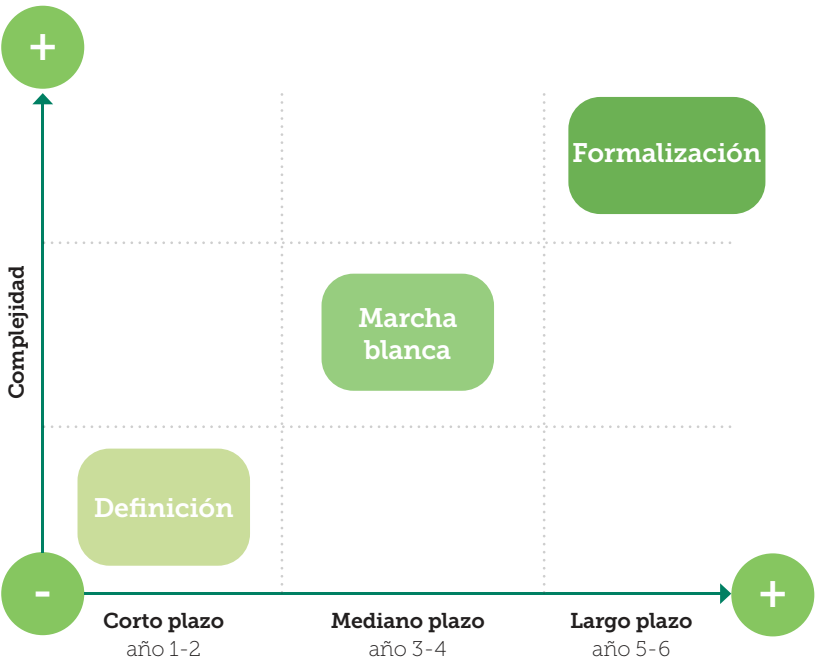 +
Formalización
Complejidad
Marcha
blanca
Definición
-
+
Corto plazo
año 1-2
Mediano plazo
año 3-4
Largo plazo
año 5-6